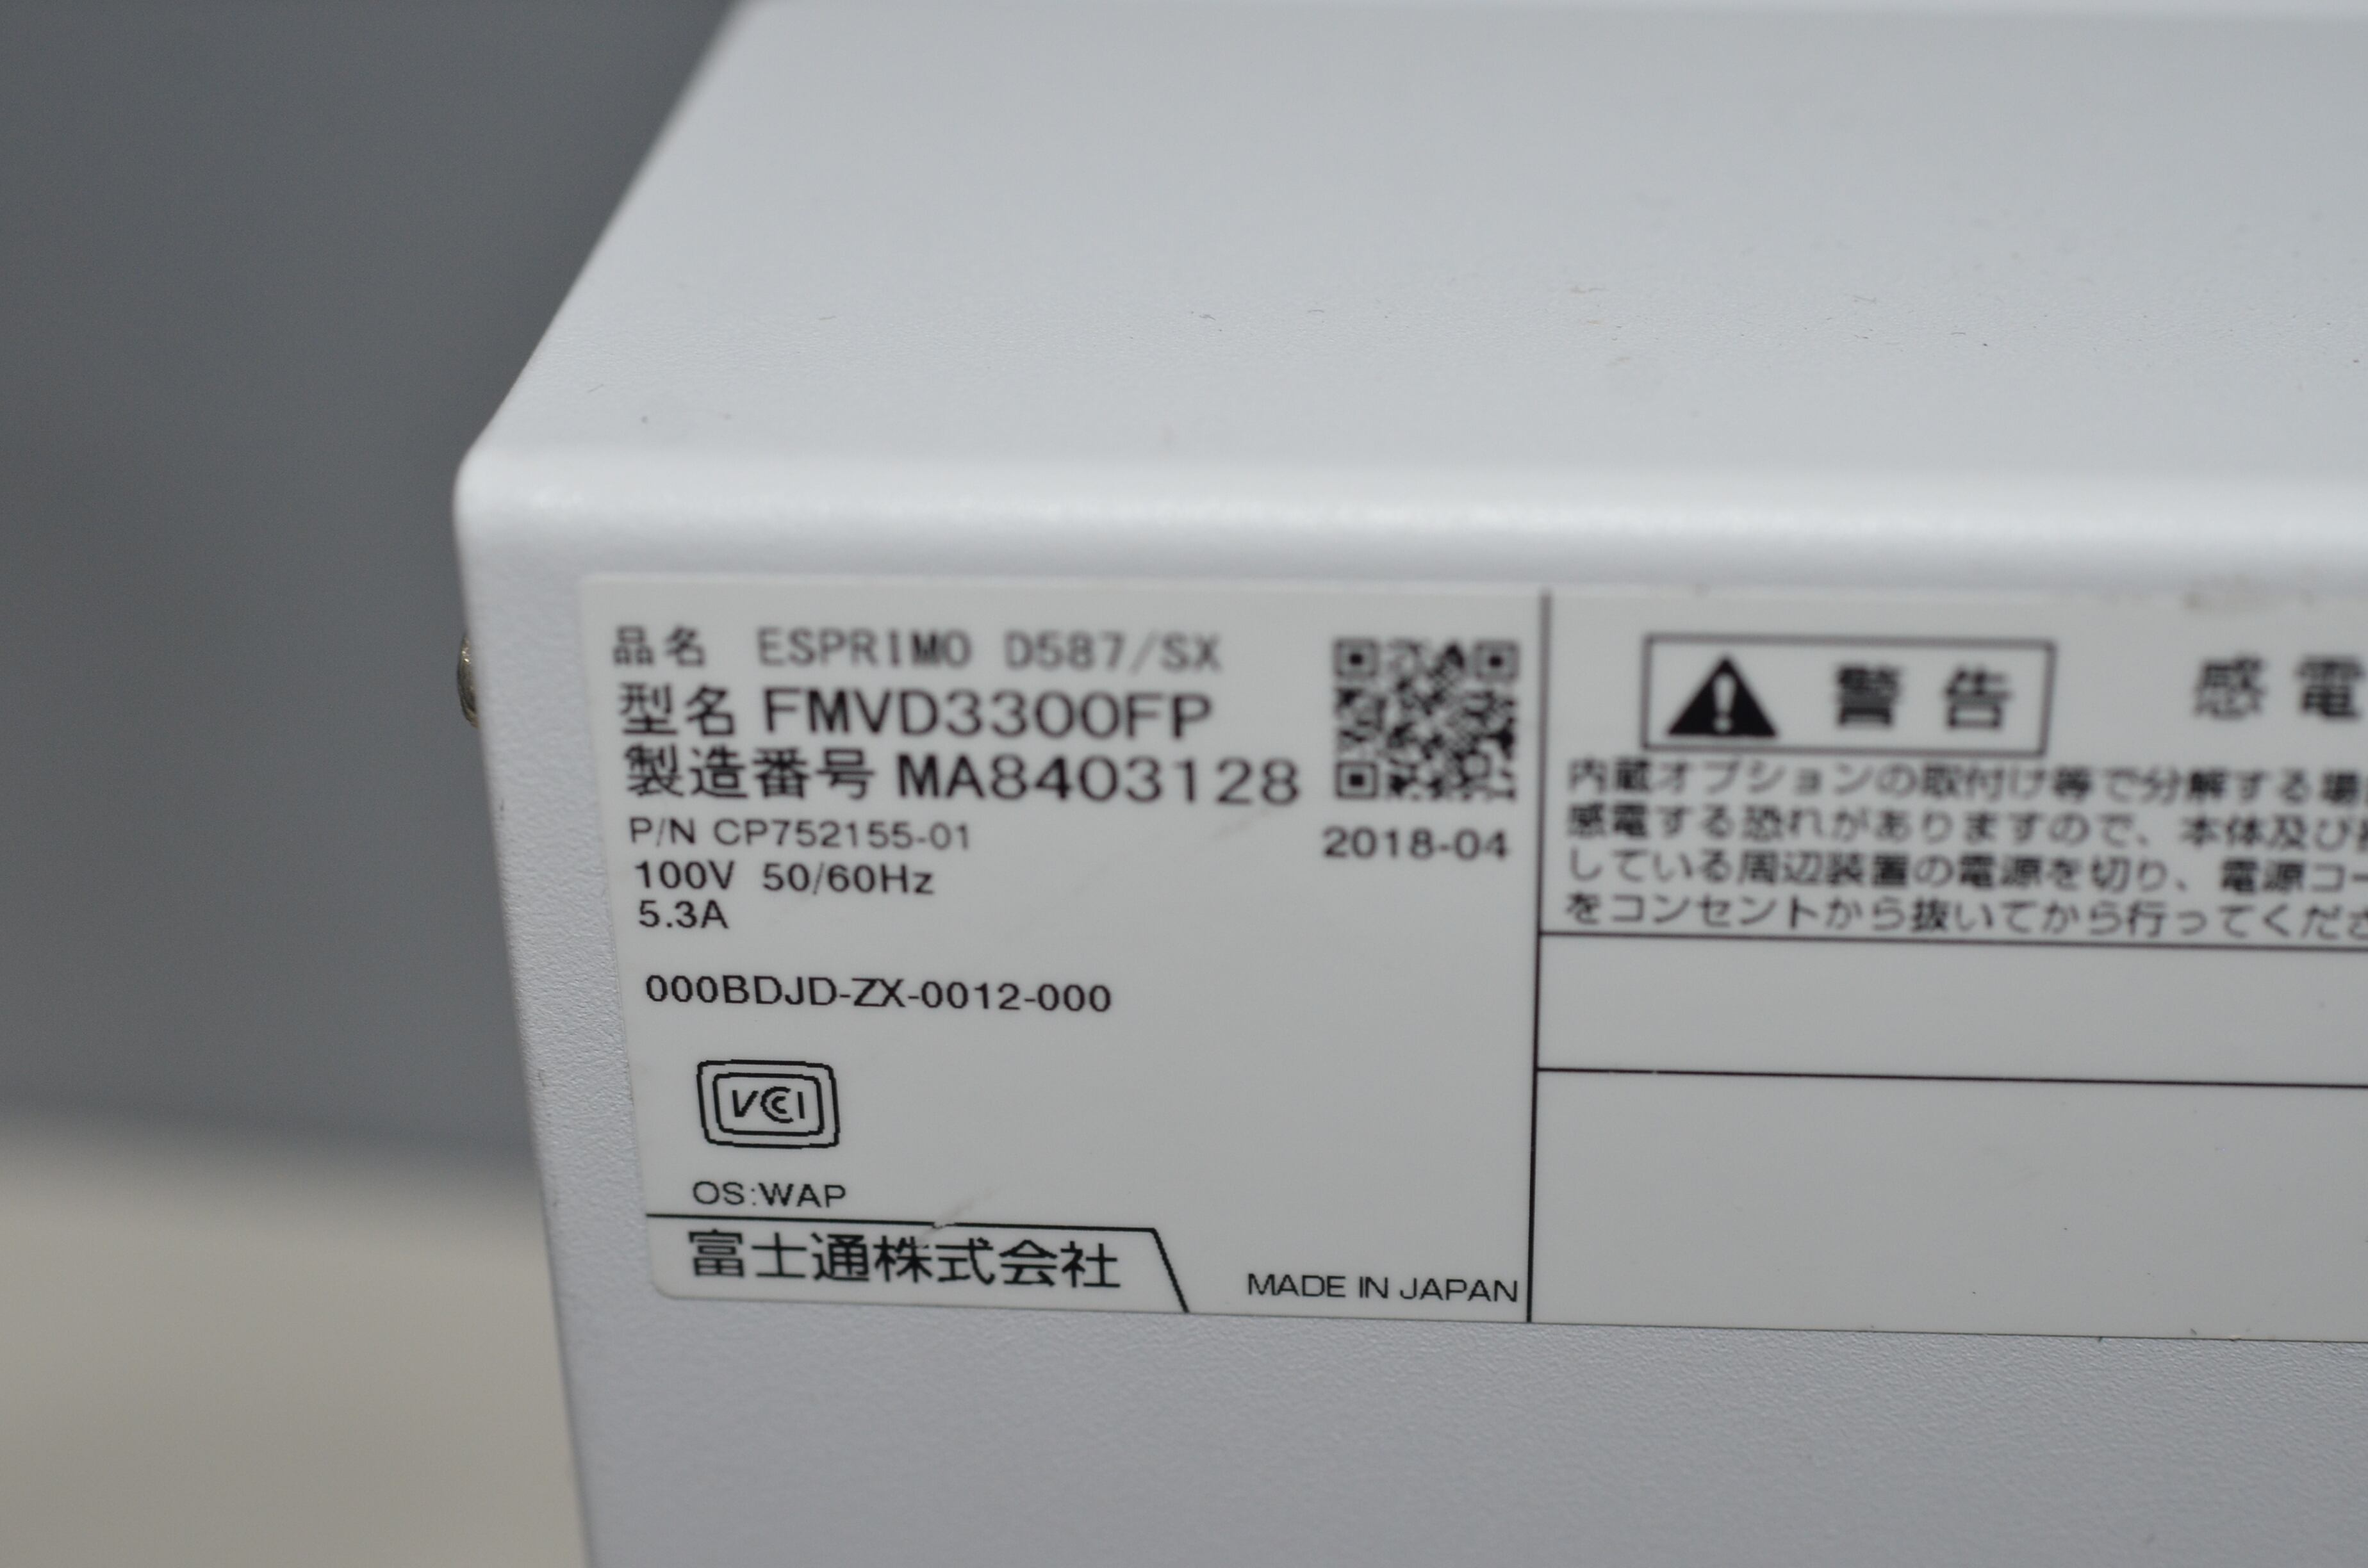 品名 ESPRIMO D587/SX
型名 FMVD3300FP
製造番号 MA8403128
P/N CP752155-01
2018-04
100V 50/60Hz
5.3A
000BDJD-ZX-0012-000
VCCI
OS:WAP
富士通株式会社
MADE IN JAPAN
警告 感電
内蔵オプションの取付け等で分解する場
感電する恐れがありますので、本体及び
している周辺装置の電源を切り、電源コー
をコンセントから抜いてから行ってくださ